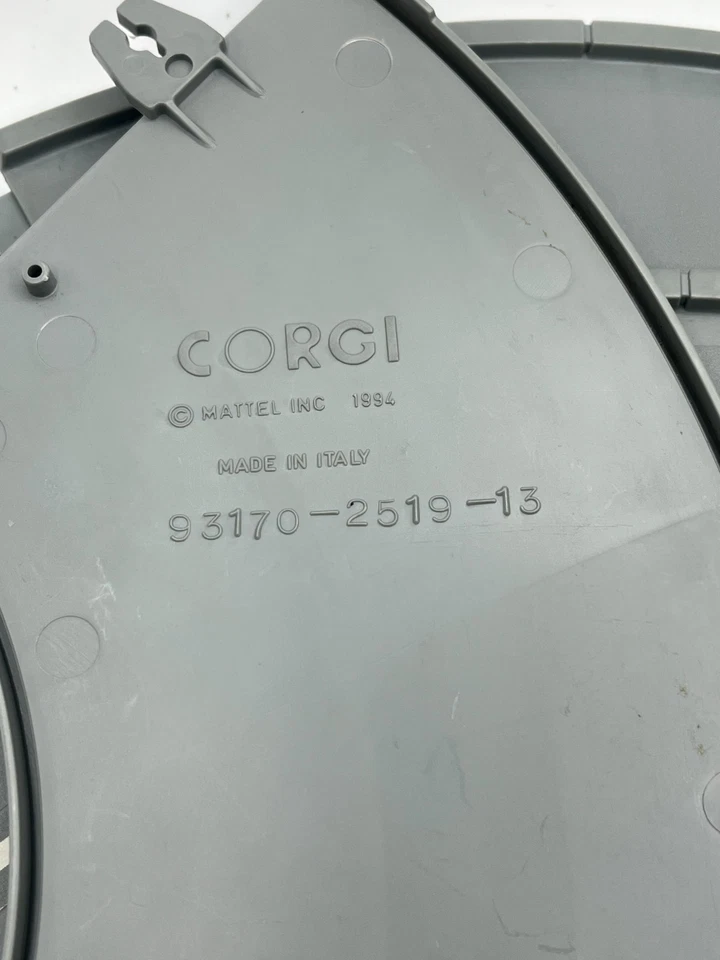 CORGI
© MATTEL INC 1994
MADE IN ITALY
93170-2519-13